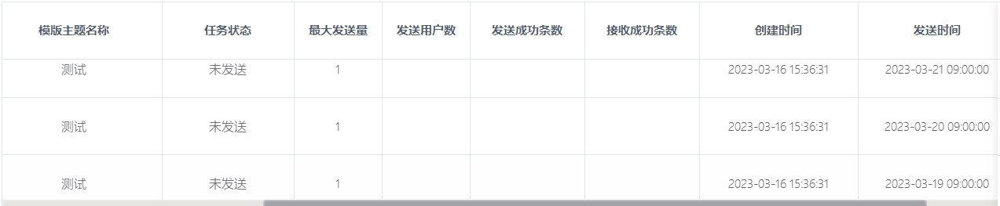 模版主题名称 任务状态 最大发送量 发送用户数 发送成功条数 接收成功条数 创建时间 发送时间
测试 未发送 1 2023-03-16 15:36:31 2023-03-21 09:00:00
测试 未发送 1 2023-03-16 15:36:31 2023-03-20 09:00:00
测试 未发送 1 2023-03-16 15:36:31 2023-03-19 09:00:00